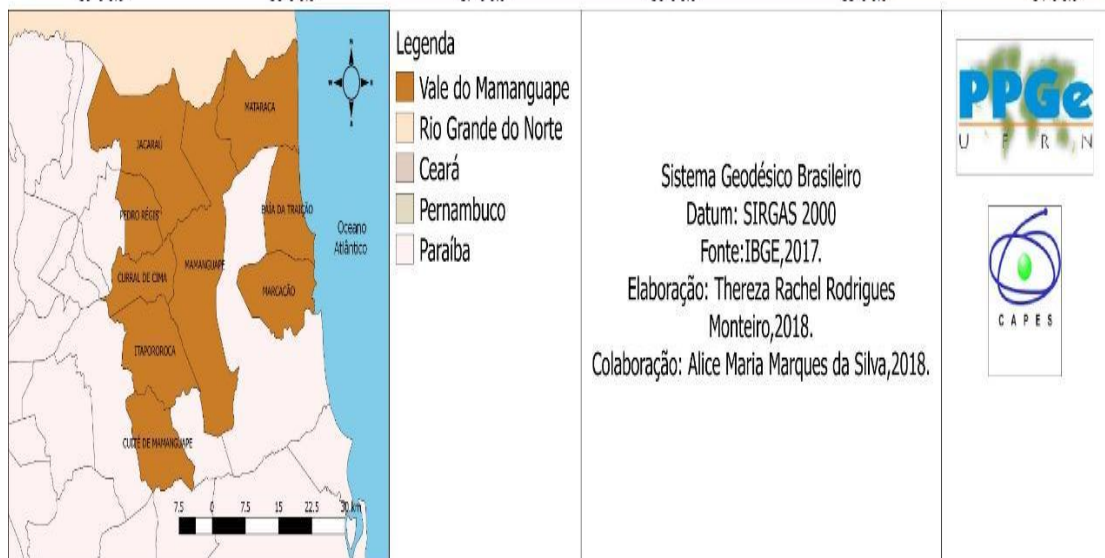 Legenda
Vale do Mamanguape
Rio Grande do Norte
Ceará
Pernambuco
Paraíba
MATARACA
JACARAÚ
PEDRO RÉGIS
BAÍA DA TRAIÇÃO
MAMANGUAPE
CURRAL DE CIMA
MARCAÇÃO
ITAPOROROCA
CUITÉ DE MAMANGUAPE
Oceano
Atlântico
7.5 0 7.5 15 22.5 30 km
Sistema Geodésico Brasileiro
Datum: SIRGAS 2000
Fonte:IBGE,2017.
Elaboração: Thereza Rachel Rodrigues
Monteiro,2018.
Colaboração: Alice Maria Marques da Silva,2018.
PPGe
U F R N
CAPES